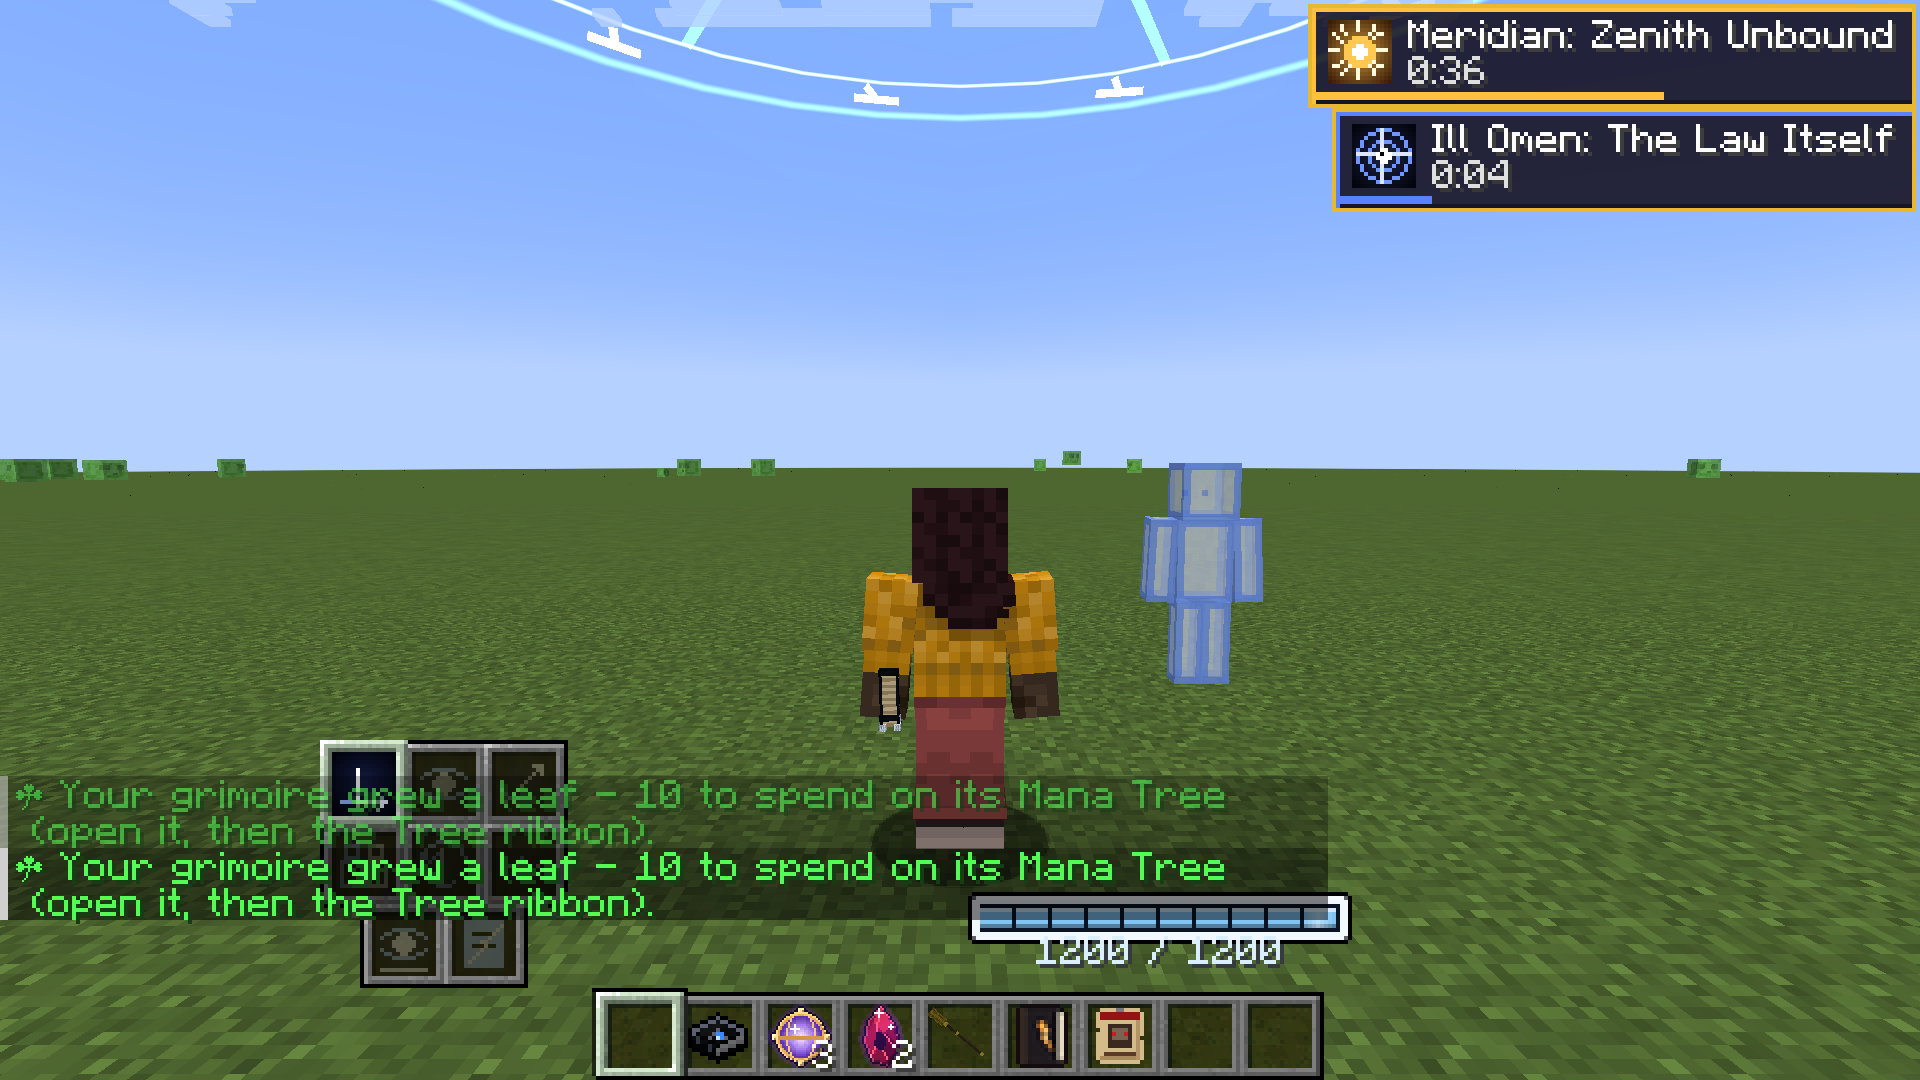 Meridian: Zenith Unbound
0:36
Ill Omen: The Law Itself
0:04
☘ Your grimoire grew a leaf – 10 to spend on its Mana Tree
(open it, then the Tree ribbon).
☘ Your grimoire grew a leaf – 10 to spend on its Mana Tree
(open it, then the Tree ribbon).
1200 / 1200
3
2